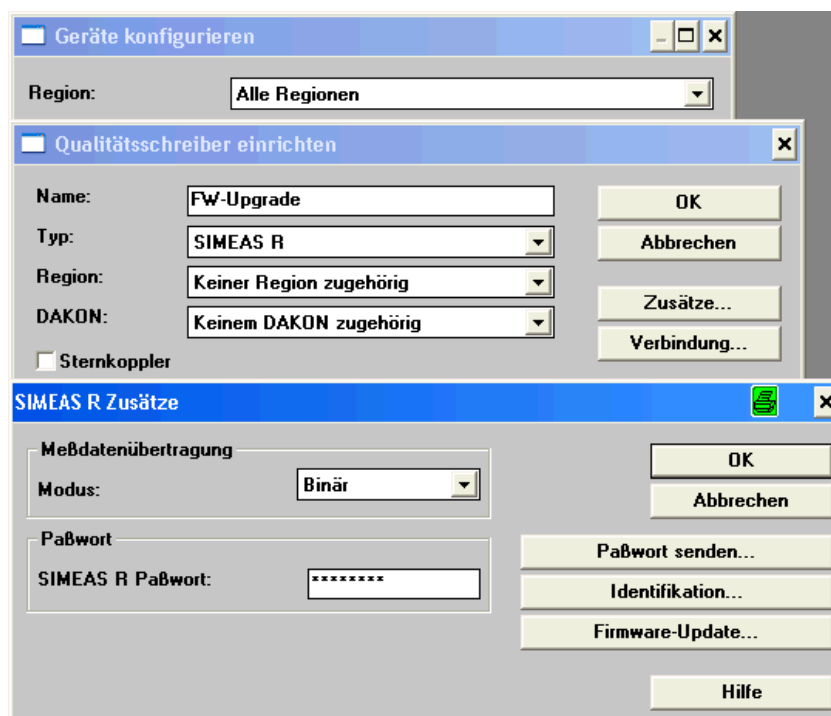 Geräte konfigurieren
Region: Alle Regionen
Qualitätsschreiber einrichten
Name: FW-Upgrade OK
Typ: SIMEAS R Abbrechen
Region: Keiner Region zugehörig
Zusätze...
DAKON: Keinem DAKON zugehörig
Verbindung...
Sternkoppler
SIMEAS R Zusätze
Meßdatenübertragung
OK
Modus: Binär
Abbrechen
Paßwort
Paßwort senden...
SIMEAS R Paßwort: ********
Identifikation...
Firmware-Update...
Hilfe